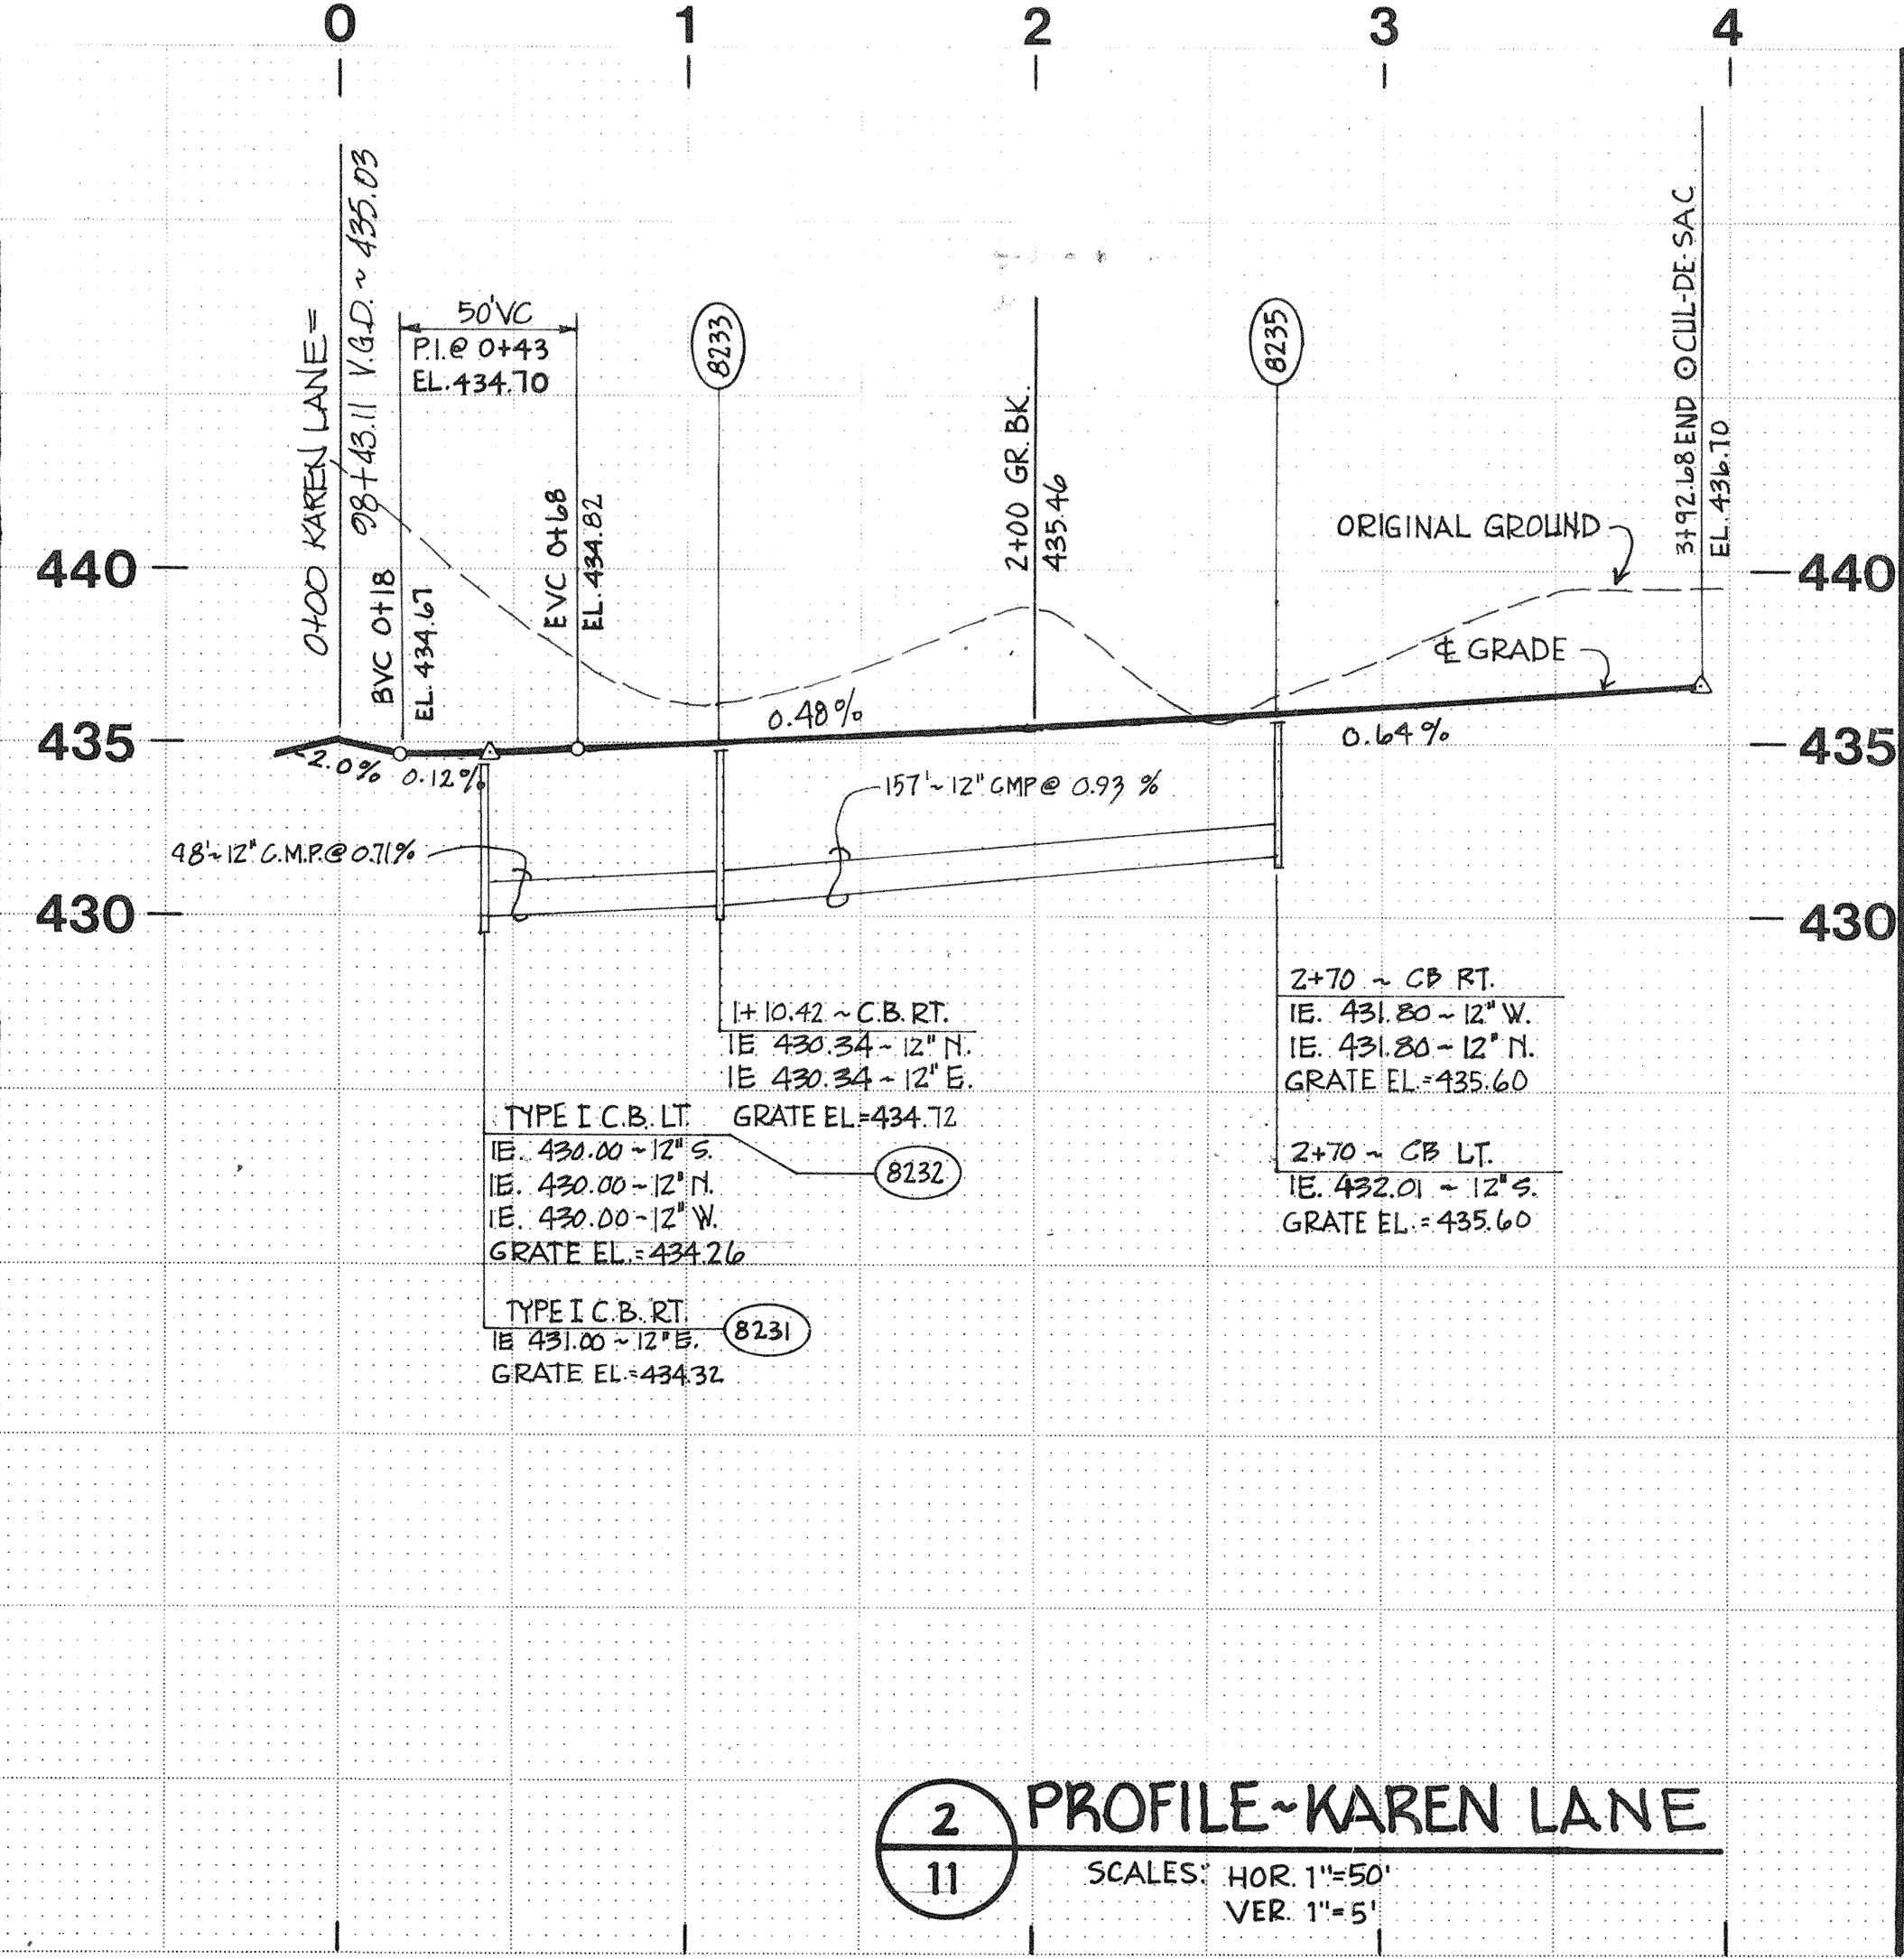 0 1 2 3 4
0+00 KAREN LANE=
98+43.11 V.G.D. ~ 435.03
50'VC
P.I.@ 0+43
EL.434.70
BVC 0+18
EL. 434.67
EVC 0+68
EL. 434.82
8233
2+00 GR. BK.
435.46
8235
3+92.68 END ⊙ CUL-DE-SAC
EL. 436.70
ORIGINAL GROUND
℄ GRADE
440 440
435 435
430 430
-2.0%
0.12%
0.48%
0.64%
157'~12" CMP@ 0.93 %
48'~12" C.M.P.@ 0.71%
1+10.42 ~ C.B. RT.
IE 430.34~12" N.
IE 430.34~12" E.
GRATE EL.=434.72
TYPE I C.B. LT.
IE. 430.00~12" S.
IE. 430.00~12" N.
IE. 430.00~12" W.
GRATE EL.=434.26
8232
TYPE I C.B. RT.
IE 431.00~12" E.
GRATE EL.=434.32
8231
2+70 ~ CB RT.
IE. 431.80~12" W.
IE. 431.80~12" N.
GRATE EL.=435.60
2+70 ~ CB LT.
IE. 432.01 ~ 12" S.
GRATE EL.=435.60
2
11
PROFILE~KAREN LANE
SCALES: HOR. 1"=50'
VER. 1"=5'